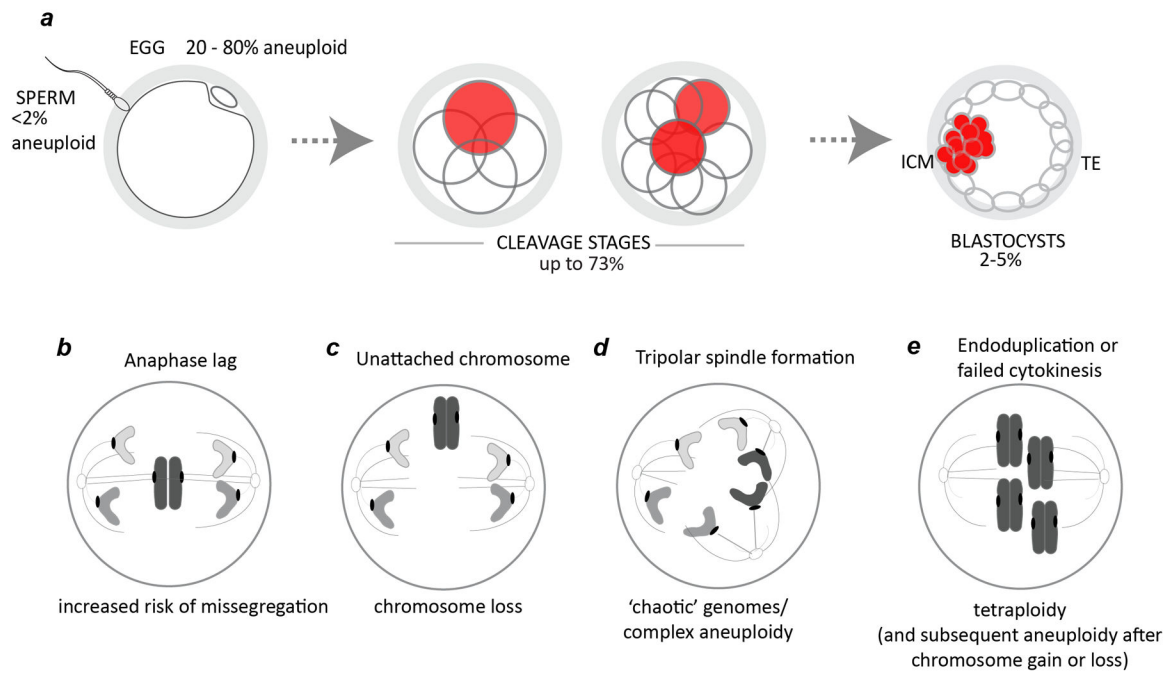 a
EGG 20 - 80% aneuploid
SPERM
<2%
aneuploid
ICM
TE
CLEAVAGE STAGES
up to 73%
BLASTOCYSTS
2-5%
b
Anaphase lag
increased risk of missegregation
c
Unattached chromosome
chromosome loss
d
Tripolar spindle formation
‘chaotic’ genomes/
complex aneuploidy
e
Endoduplication or
failed cytokinesis
tetraploidy
(and subsequent aneuploidy after
chromosome gain or loss)